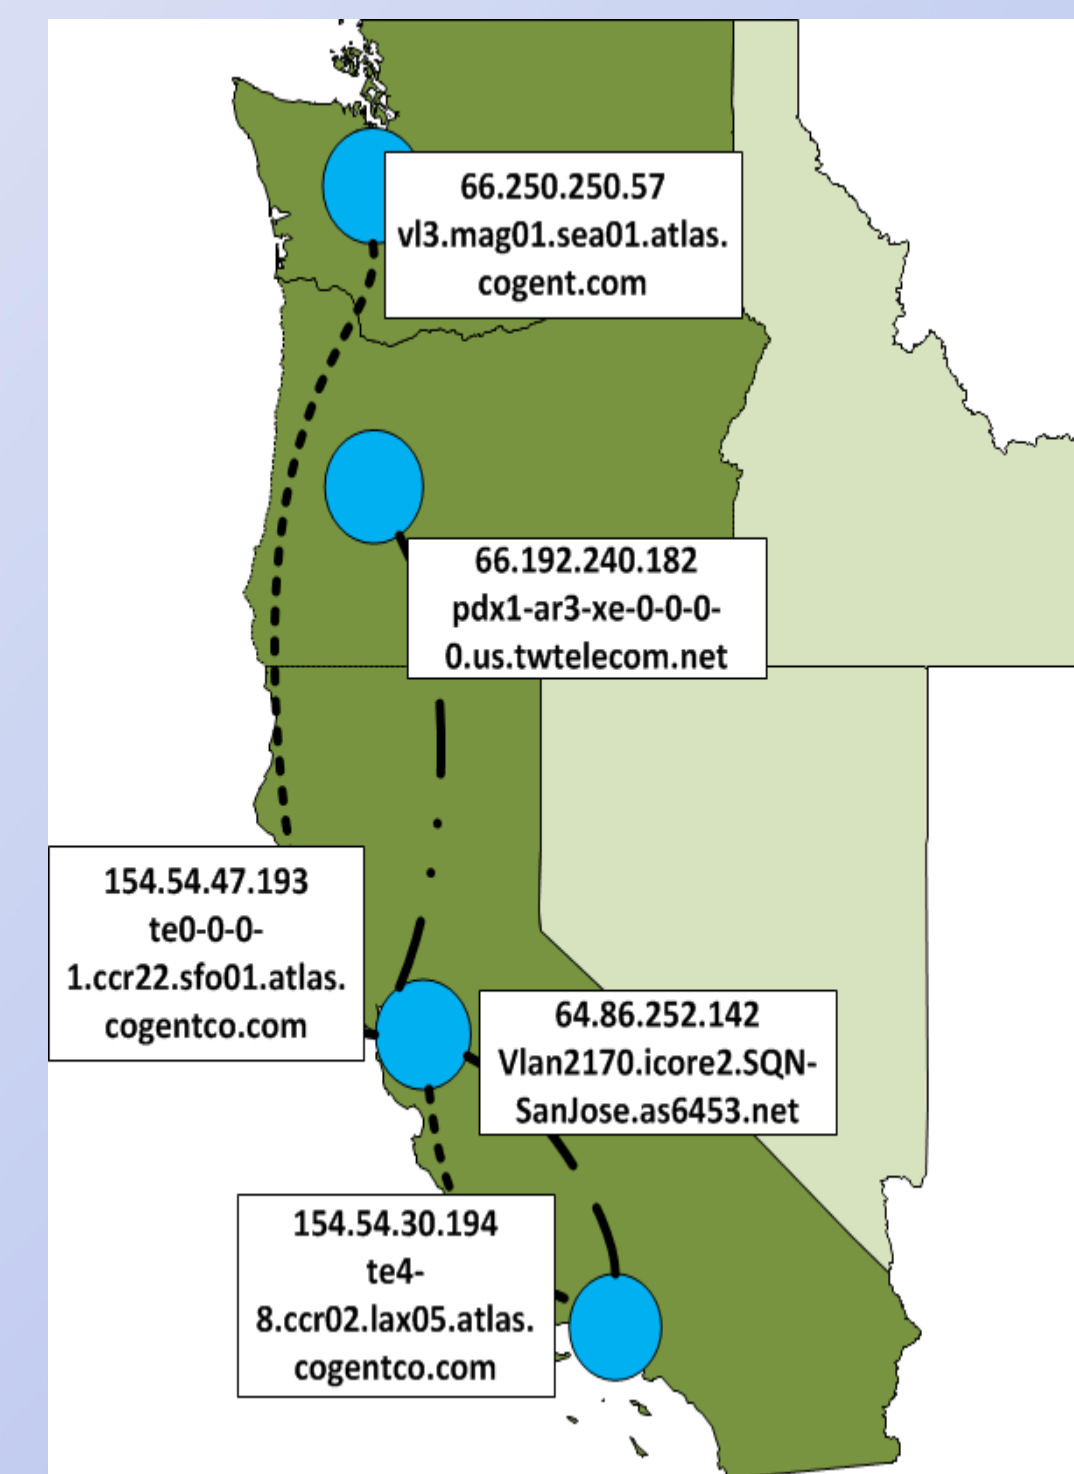 66.250.250.57
vl3.mag01.sea01.atlas.
cogent.com
66.192.240.182
pdx1-ar3-xe-0-0-0-
0.us.twtelecom.net
154.54.47.193
te0-0-0-
1.ccr22.sfo01.atlas.
cogentco.com
64.86.252.142
Vlan2170.icore2.SQN-
SanJose.as6453.net
154.54.30.194
te4-
8.ccr02.lax05.atlas.
cogentco.com